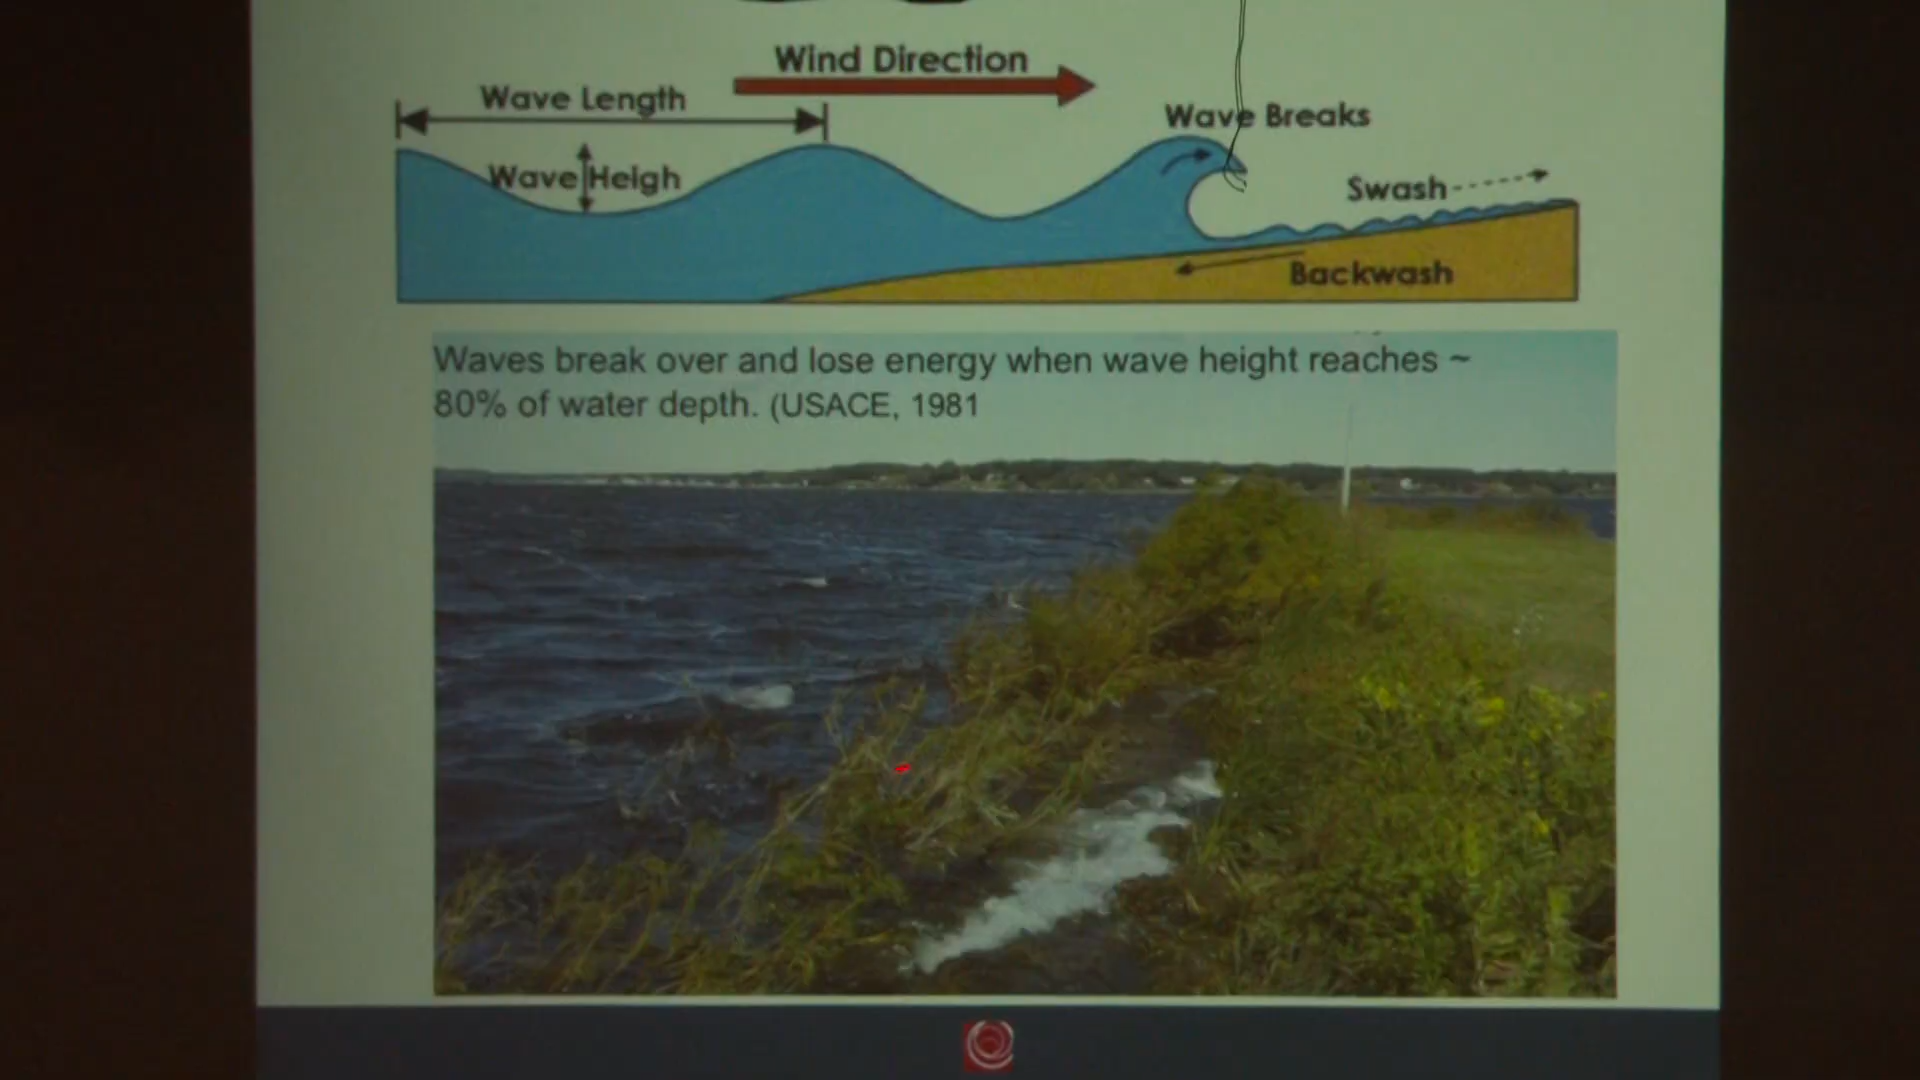 Wind Direction
Wave Length
Wave Breaks
Wave Heigh
Swash
Backwash
Waves break over and lose energy when wave height reaches ~
80% of water depth. (USACE, 1981